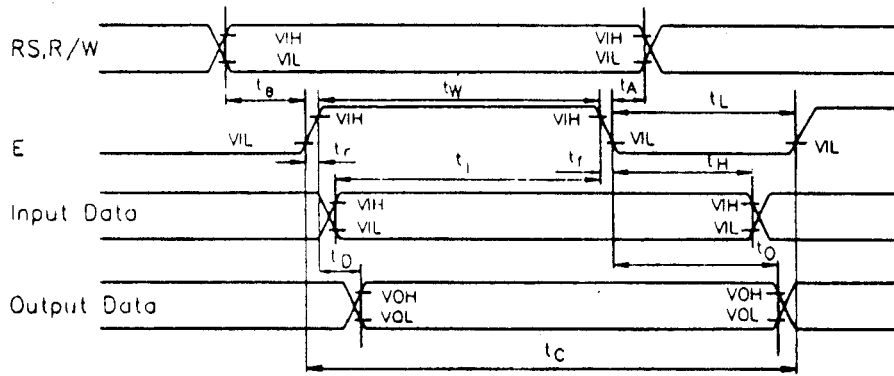 RS,R/W
VIH
VIH
VIL
VIL
tB
tW
tA
tL
E
VIL
VIH
VIH
VIL
VIL
tr
tI
tf
tH
Input Data
VIH
VIH
VIL
VIL
tD
tO
Output Data
VOH
VOH
VOL
VOL
tC